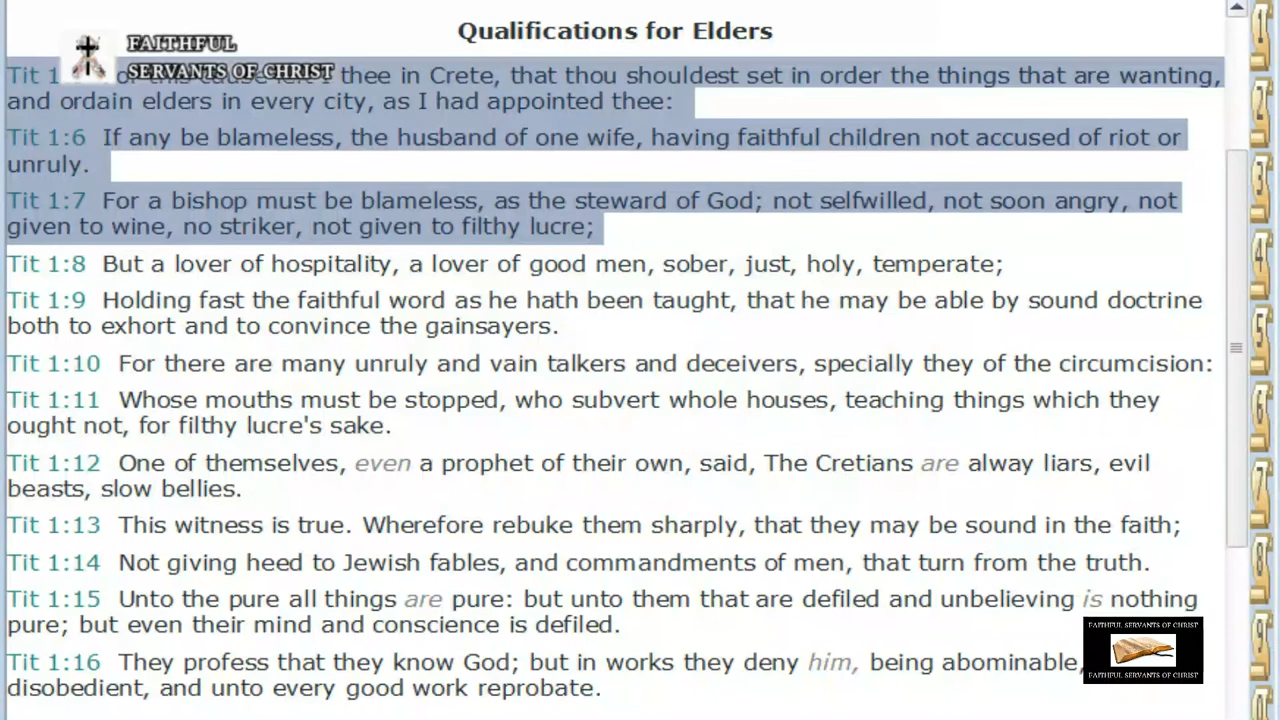 Qualifications for Elders
FAITHFUL
SERVANTS OF CHRIST
Tit 1 thee in Crete, that thou shouldest set in order the things that are wanting,
and ordain elders in every city, as I had appointed thee:
Tit 1:6 If any be blameless, the husband of one wife, having faithful children not accused of riot or
unruly.
Tit 1:7 For a bishop must be blameless, as the steward of God; not selfwilled, not soon angry, not
given to wine, no striker, not given to filthy lucre;
Tit 1:8 But a lover of hospitality, a lover of good men, sober, just, holy, temperate;
Tit 1:9 Holding fast the faithful word as he hath been taught, that he may be able by sound doctrine
both to exhort and to convince the gainsayers.
Tit 1:10 For there are many unruly and vain talkers and deceivers, specially they of the circumcision:
Tit 1:11 Whose mouths must be stopped, who subvert whole houses, teaching things which they
ought not, for filthy lucre's sake.
Tit 1:12 One of themselves, even a prophet of their own, said, The Cretians are alway liars, evil
beasts, slow bellies.
Tit 1:13 This witness is true. Wherefore rebuke them sharply, that they may be sound in the faith;
Tit 1:14 Not giving heed to Jewish fables, and commandments of men, that turn from the truth.
Tit 1:15 Unto the pure all things are pure: but unto them that are defiled and unbelieving is nothing
pure; but even their mind and conscience is defiled.
Tit 1:16 They profess that they know God; but in works they deny him, being abominable,
disobedient, and unto every good work reprobate.
FAITHFUL SERVANTS OF CHRIST
FAITHFUL SERVANTS OF CHRIST
1
2
3
4
5
6
7
8
9